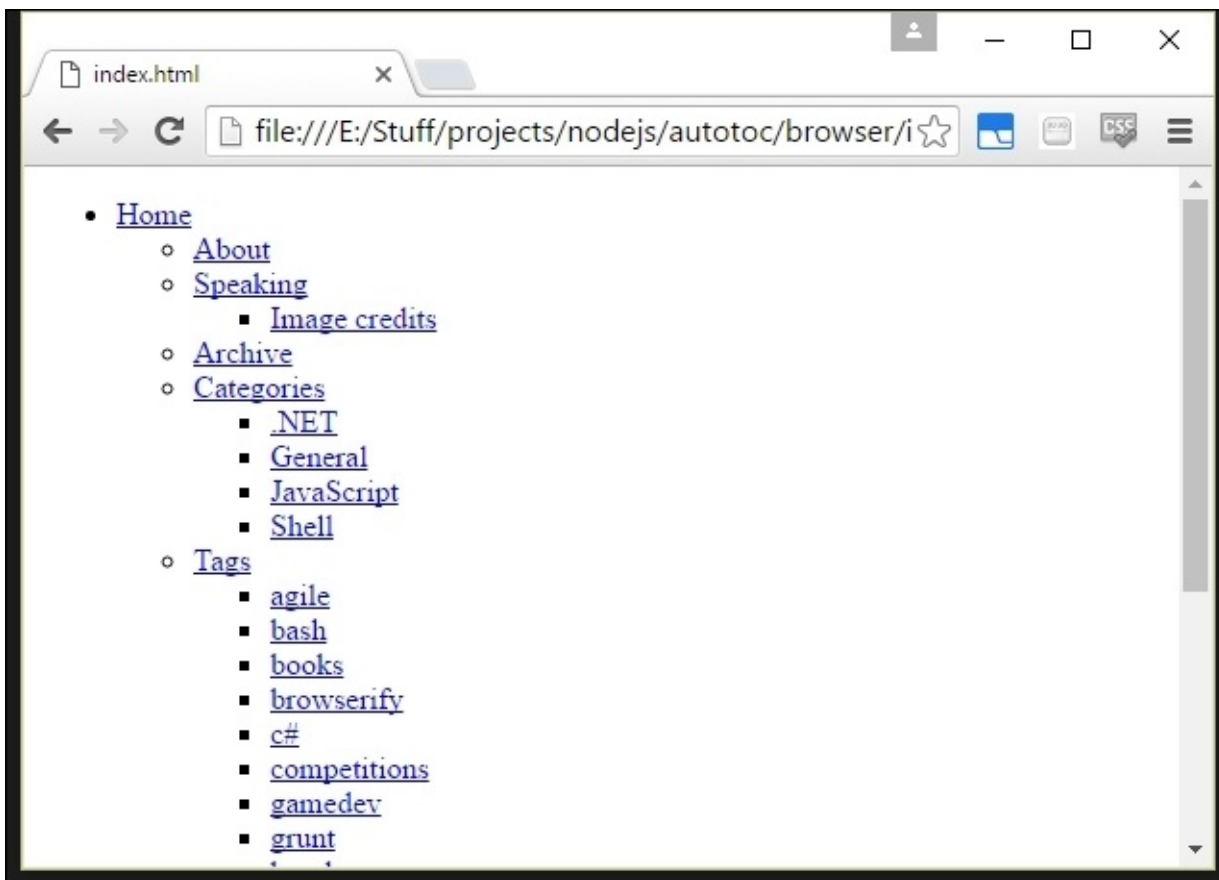 index.html
file:///E:/Stuff/projects/nodejs/autotoc/browser/i
CSS
Home
About
Speaking
Image credits
Archive
Categories
.NET
General
JavaScript
Shell
Tags
agile
bash
books
browserify
c#
competitions
gamedev
grunt